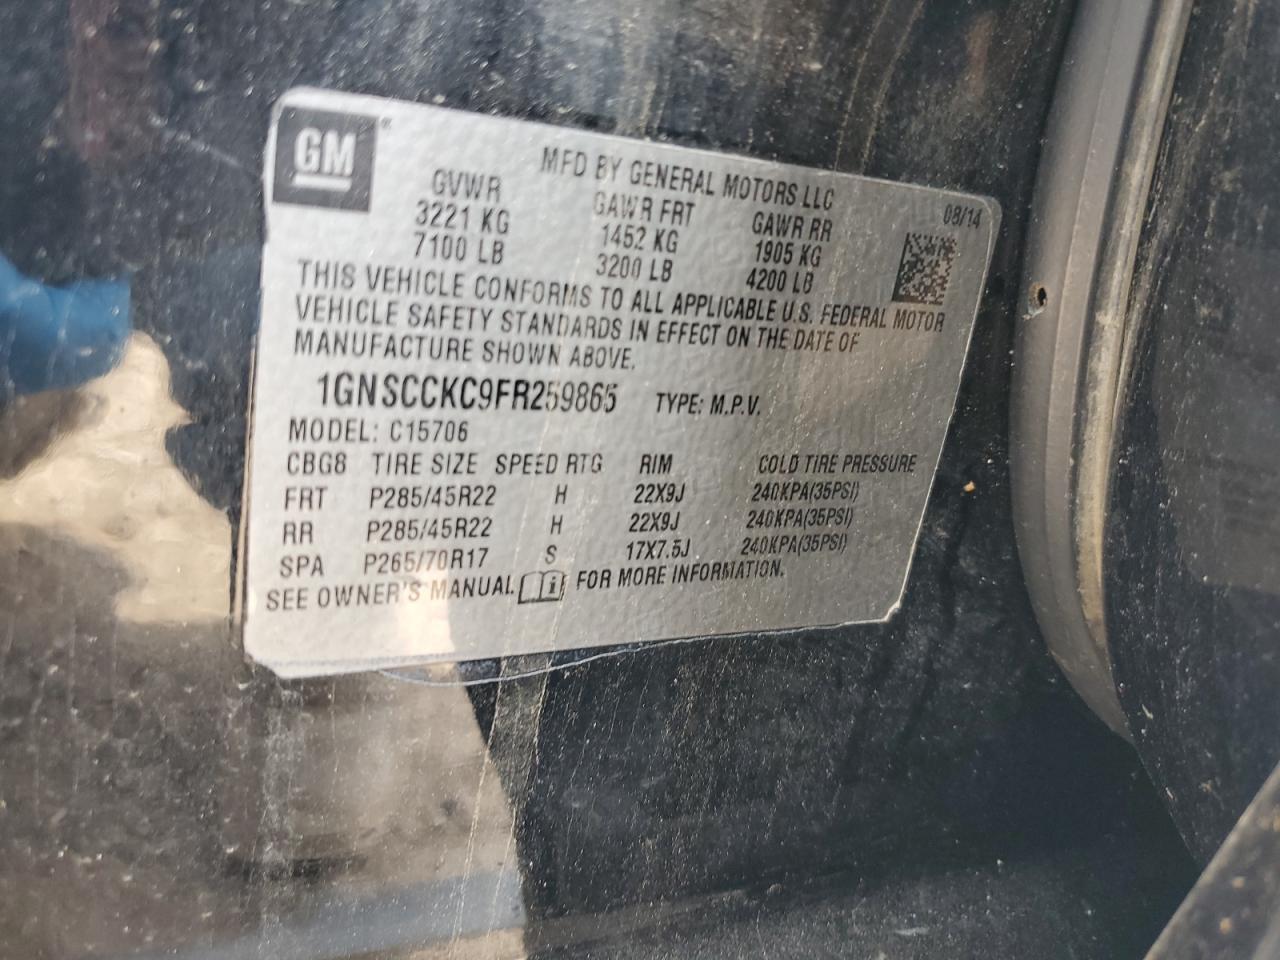 GM
MFD BY GENERAL MOTORS LLC
08/14
GVWR GAWR FRT GAWR RR
3221 KG 1452 KG 1905 KG
7100 LB 3200 LB 4200 LB
THIS VEHICLE CONFORMS TO ALL APPLICABLE U.S. FEDERAL MOTOR
VEHICLE SAFETY STANDARDS IN EFFECT ON THE DATE OF
MANUFACTURE SHOWN ABOVE.
1GNSCCKC9FR259865 TYPE: M.P.V.
MODEL: C15706
CBG8 TIRE SIZE SPEED RTG RIM COLD TIRE PRESSURE
FRT P285/45R22 H 22X9J 240KPA(35PSI)
RR P285/45R22 H 22X9J 240KPA(35PSI)
SPA P265/70R17 S 17X7.5J 240KPA(35PSI)
SEE OWNER'S MANUAL i FOR MORE INFORMATION.